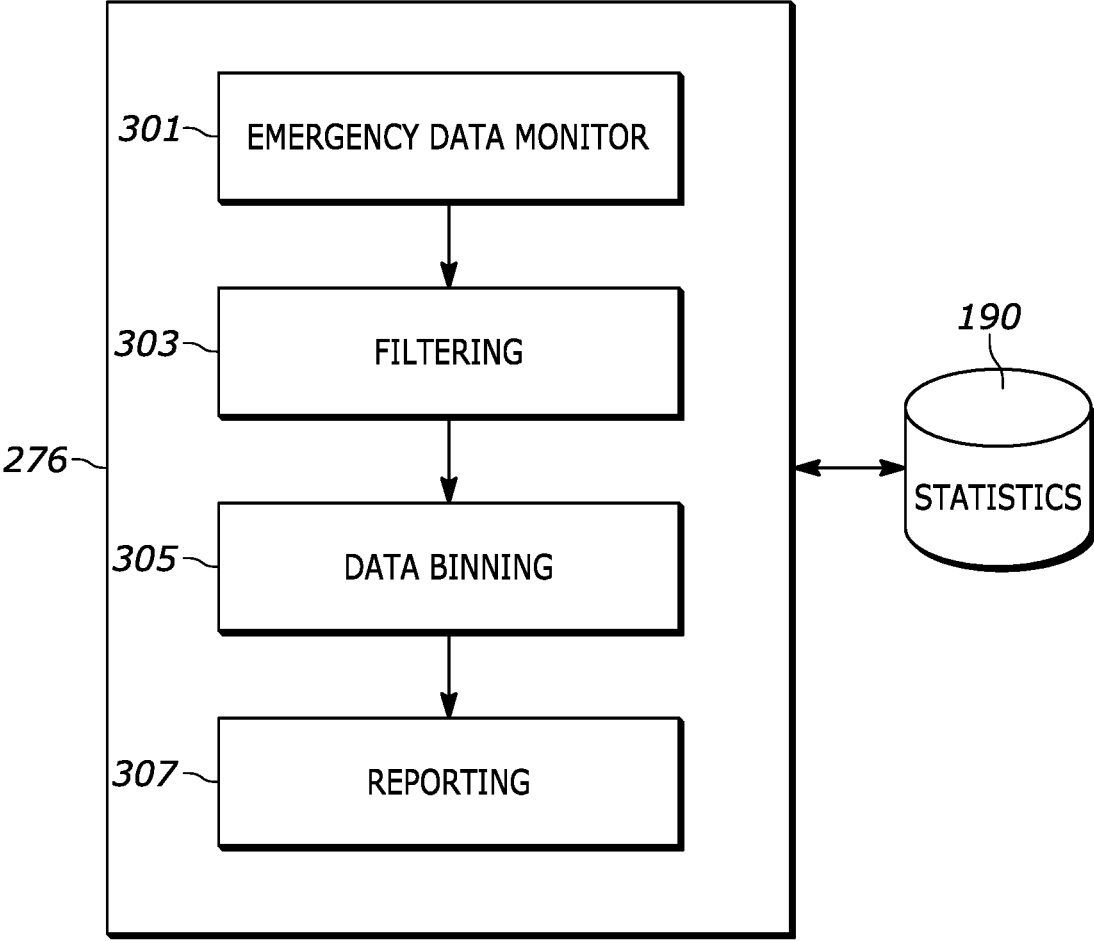 301
EMERGENCY DATA MONITOR
303
FILTERING
190
276
STATISTICS
305
DATA BINNING
307
REPORTING